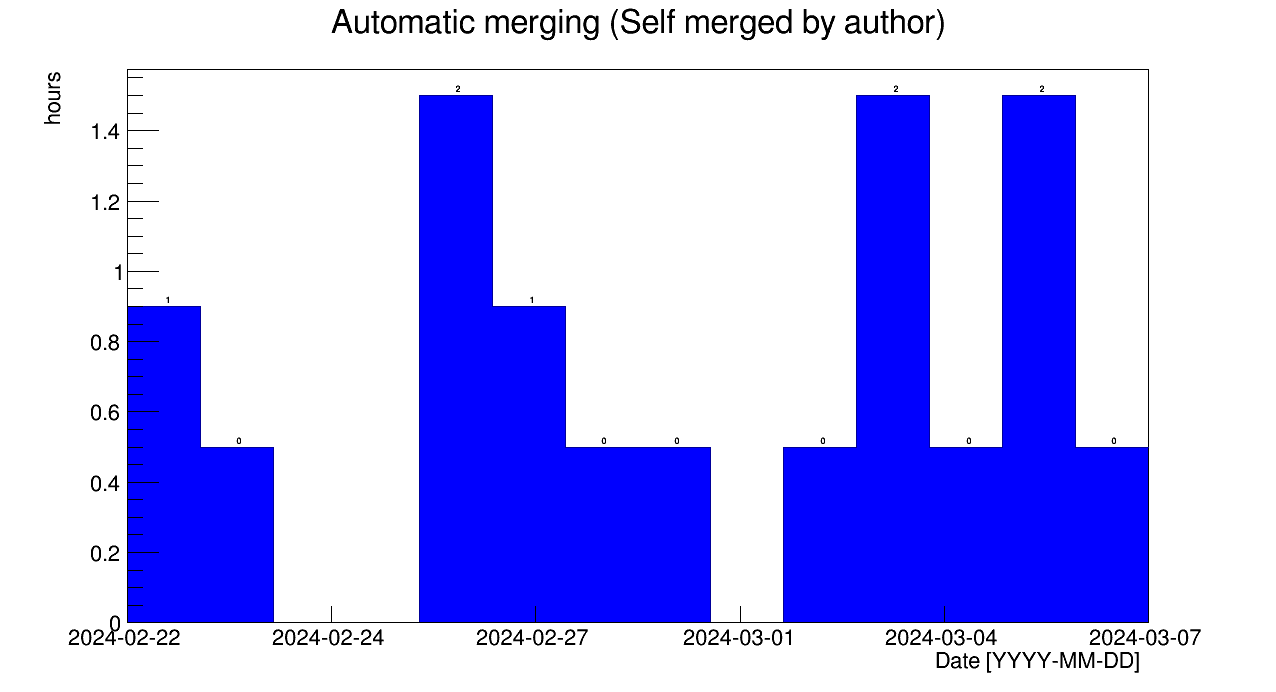 Automatic merging (Self merged by author)
hours
1.4
1.2
1
0.8
0.6
0.4
0.2
0
1 0 2 1 0 0 0 2 0 2 0
2024-02-22 2024-02-24 2024-02-27 2024-03-01 2024-03-04 2024-03-07
Date [YYYY-MM-DD]